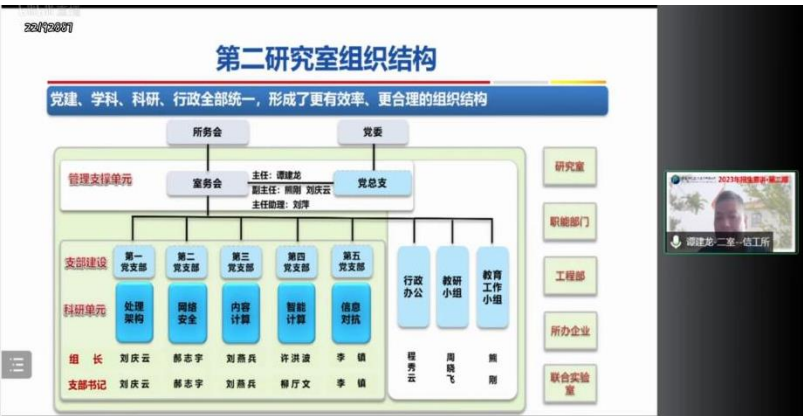 第二研究室组织结构
党建、学科、科研、行政全部统一，形成了更有效率、更合理的组织结构
所务会
党委
管理支撑单元
室务会
主任：谭建龙
副主任：熊刚 刘庆云
主任助理：刘萍
党总支
支部建设
第一党支部
第二党支部
第三党支部
第四党支部
第五党支部
科研单元
处理架构
网络安全
内容计算
智能计算
信息对抗
行政办公
教研小组
教育工作小组
组 长 刘庆云 郝志宇 刘燕兵 许洪波 李 镇
支部书记 刘庆云 郝志宇 刘燕兵 柳厅文 李 镇
程秀云
周晓飞
熊刚
研究室
职能部门
工程部
所办企业
联合实验室
谭建龙-二室--信工所